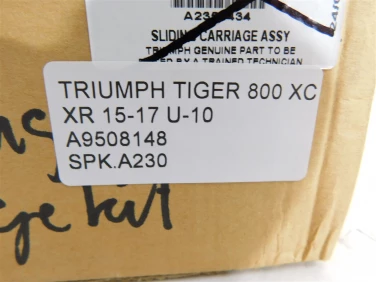 SLIDING CARRIAGE ASSY
TRIUMPH GENUINE PART TO BE
BY A TRAINED TECHNICIAN
TRIUMPH TIGER 800 XC
XR 15-17 U-10
A9508148
SPK.A230
kit